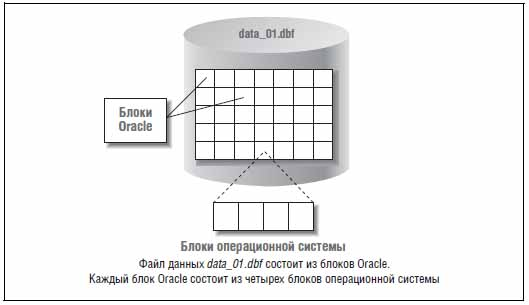 data_01.dbf
Блоки
Oracle
Блоки операционной системы
Файл данных data_01.dbf состоит из блоков Oracle.
Каждый блок Oracle состоит из четырех блоков операционной системы